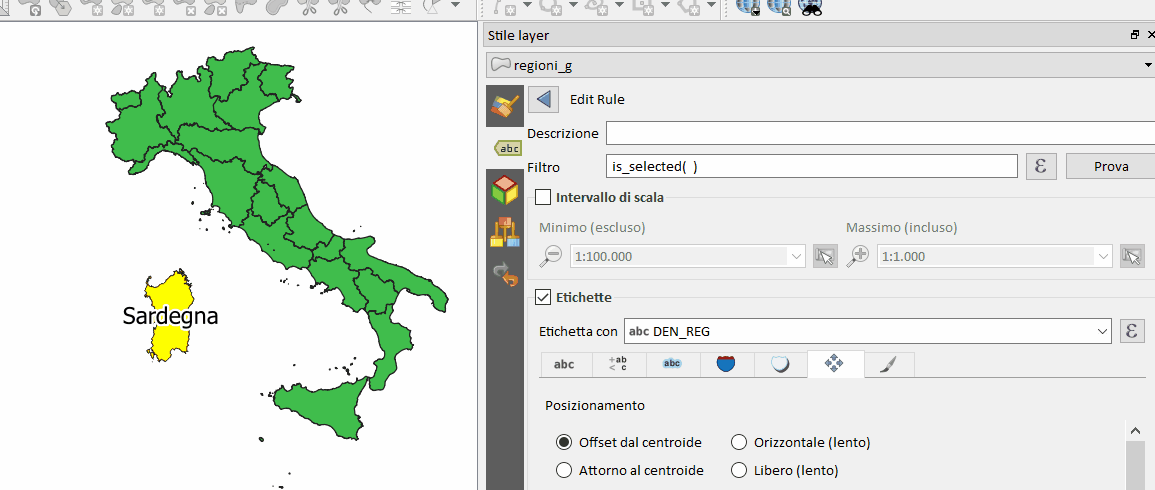 Stile layer
regioni_g
Edit Rule
Descrizione
abc
Filtro is_selected( ) ε Prova
Intervallo di scala
Minimo (escluso) Massimo (incluso)
1:100.000 1:1.000
Etichette
Sardegna
Etichetta con abc DEN_REG ε
abc +ab < c abc
Posizionamento
Offset dal centroide Orizzontale (lento)
Attorno al centroide Libero (lento)